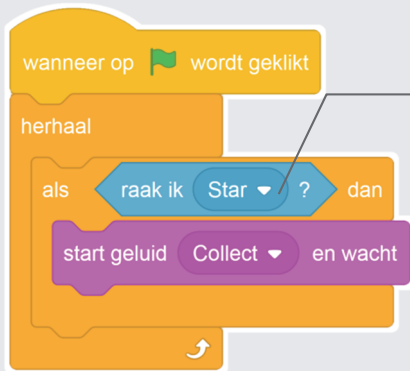 wanneer op wordt geklikt
herhaal
als raak ik Star ? dan
start geluid Collect en wacht